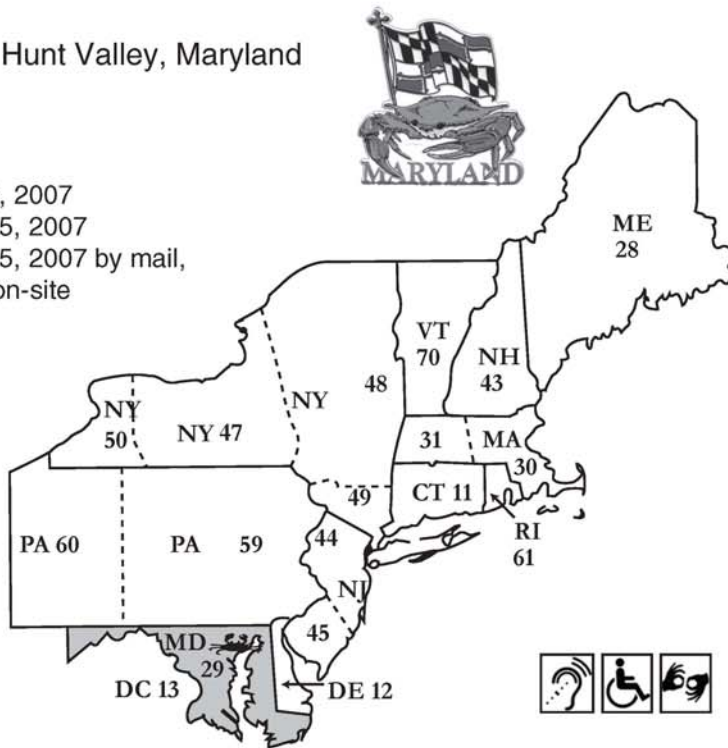 Hunt Valley, Maryland
MARYLAND
, 2007
5, 2007
5, 2007 by mail,
on-site
ME
28
VT
70
NH
43
NY
48
NY
50
NY 47
31
MA
30
49
CT 11
RI
61
PA 60
PA 59
44
NJ
45
MD
29
DC 13
DE 12